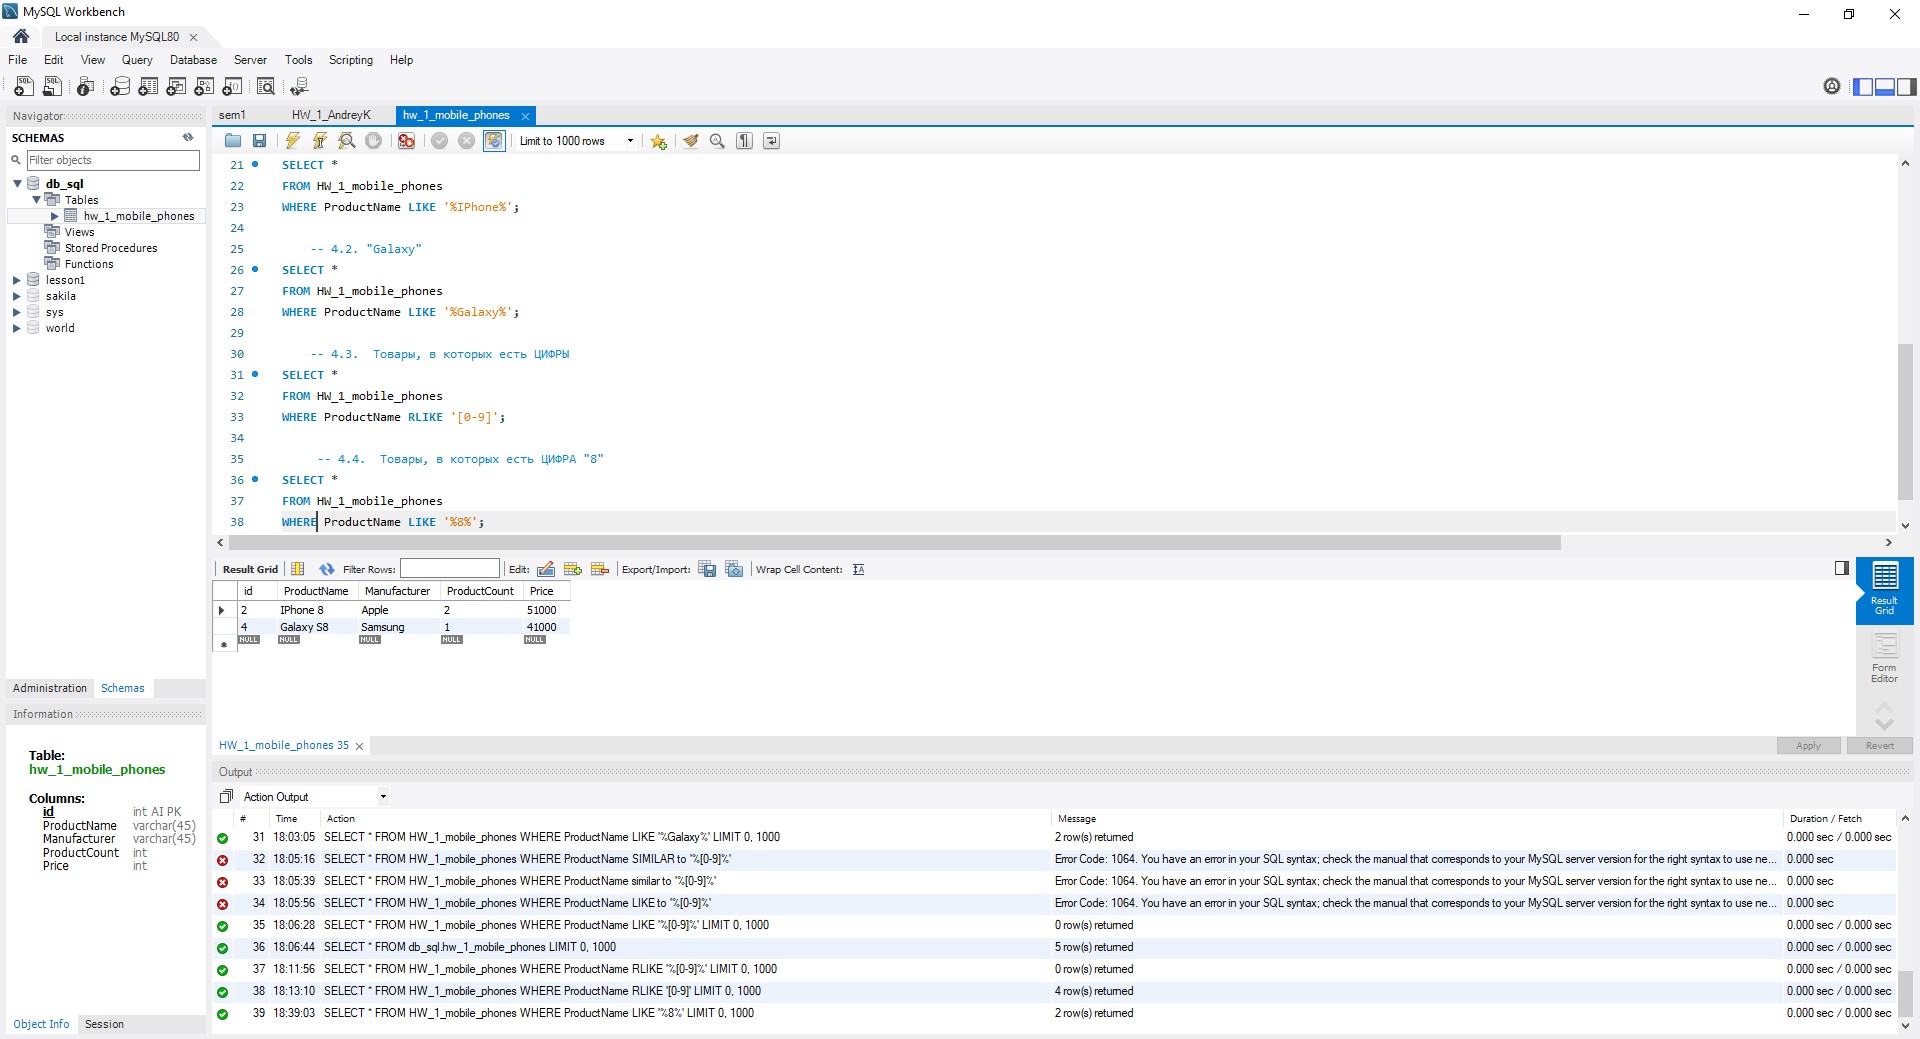 MySQL Workbench
Local instance MySQL80
File Edit View Query Database Server Tools Scripting Help
Navigator
SCHEMAS
Filter objects
db_sql
Tables
hw_1_mobile_phones
Views
Stored Procedures
Functions
lesson1
sakila
sys
world
Administration Schemas
Information
Table:
hw_1_mobile_phones
Columns:
id int AI PK
ProductName varchar(45)
Manufacturer varchar(45)
ProductCount int
Price int
Object Info Session
sem1 HW_1_AndreyK hw_1_mobile_phones
Limit to 1000 rows
21 SELECT *
22 FROM HW_1_mobile_phones
23 WHERE ProductName LIKE '%IPhone%';
24
25 -- 4.2. "Galaxy"
26 SELECT *
27 FROM HW_1_mobile_phones
28 WHERE ProductName LIKE '%Galaxy%';
29
30 -- 4.3.  Товары, в которых есть ЦИФРЫ
31 SELECT *
32 FROM HW_1_mobile_phones
33 WHERE ProductName RLIKE '[0-9]';
34
35 -- 4.4.  Товары, в которых есть ЦИФРА "8"
36 SELECT *
37 FROM HW_1_mobile_phones
38 WHERE ProductName LIKE '%8%';
Result Grid Filter Rows: Edit: Export/Import: Wrap Cell Content:
id ProductName Manufacturer ProductCount Price
2 IPhone 8 Apple 2 51000
4 Galaxy S8 Samsung 1 41000
NULL NULL NULL NULL NULL
Result Grid
Form Editor
HW_1_mobile_phones 35
Apply Revert
Output
Action Output
# Time Action Message Duration / Fetch
31 18:03:05 SELECT * FROM HW_1_mobile_phones WHERE ProductName LIKE '%Galaxy%' LIMIT 0, 1000 2 row(s) returned 0.000 sec / 0.000 sec
32 18:05:16 SELECT * FROM HW_1_mobile_phones WHERE ProductName SIMILAR to '%[0-9]%' Error Code: 1064. You have an error in your SQL syntax; check the manual that corresponds to your MySQL server version for the right syntax to use ne... 0.000 sec
33 18:05:39 SELECT * FROM HW_1_mobile_phones WHERE ProductName similar to '%[0-9]%' Error Code: 1064. You have an error in your SQL syntax; check the manual that corresponds to your MySQL server version for the right syntax to use ne... 0.000 sec
34 18:05:56 SELECT * FROM HW_1_mobile_phones WHERE ProductName LIKE to '%[0-9]%' Error Code: 1064. You have an error in your SQL syntax; check the manual that corresponds to your MySQL server version for the right syntax to use ne... 0.000 sec
35 18:06:28 SELECT * FROM HW_1_mobile_phones WHERE ProductName LIKE '%[0-9]%' LIMIT 0, 1000 0 row(s) returned 0.000 sec / 0.000 sec
36 18:06:44 SELECT * FROM db_sql.hw_1_mobile_phones LIMIT 0, 1000 5 row(s) returned 0.000 sec / 0.000 sec
37 18:11:56 SELECT * FROM HW_1_mobile_phones WHERE ProductName RLIKE '%[0-9]%' LIMIT 0, 1000 0 row(s) returned 0.000 sec / 0.000 sec
38 18:13:10 SELECT * FROM HW_1_mobile_phones WHERE ProductName RLIKE '[0-9]' LIMIT 0, 1000 4 row(s) returned 0.000 sec / 0.000 sec
39 18:39:03 SELECT * FROM HW_1_mobile_phones WHERE ProductName LIKE '%8%' LIMIT 0, 1000 2 row(s) returned 0.000 sec / 0.000 sec